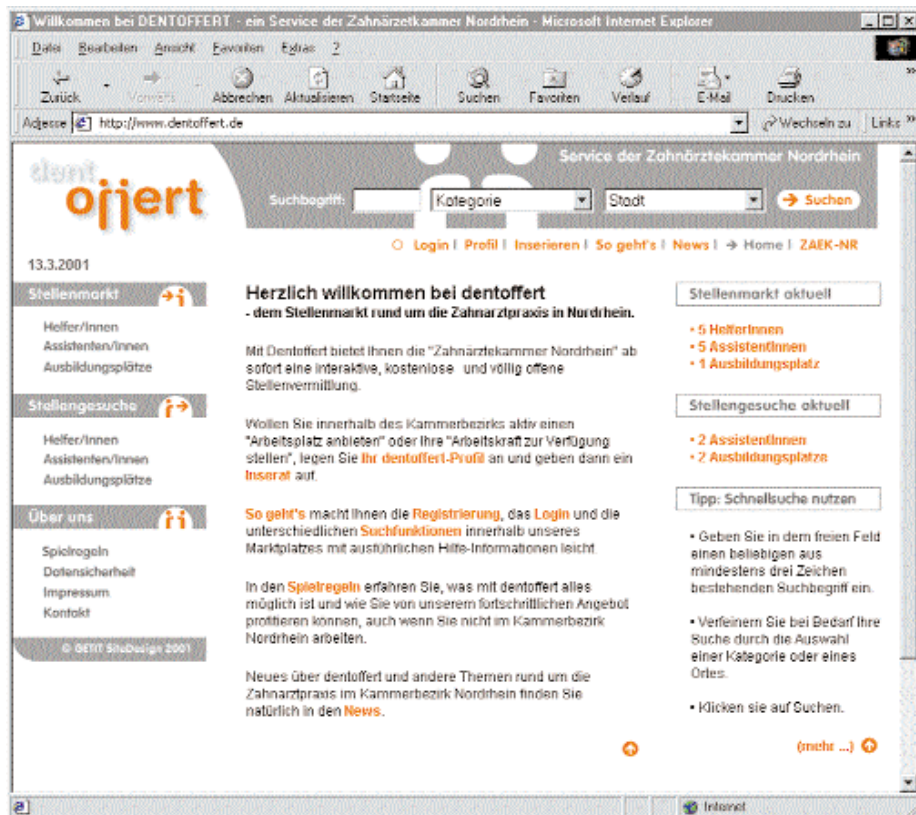 Willkommen bei DENTOFFERT - ein Service der Zahnärzetkammer Nordrhein - Microsoft Internet Explorer
Datei Bearbeiten Ansicht Favoriten Extras ?
Zurück Vorwärts Abbrechen Aktualisieren Startseite Suchen Favoriten Verlauf E-Mail Drucken
Adresse http://www.dentoffert.de Wechseln zu Links
Service der Zahnärztekammer Nordrhein
dent
offert
Suchbegriff: Kategorie Stadt Suchen
Login | Profil | Inserieren | So geht's | News | Home | ZAEK-NR
13.3.2001
Stellenmarkt
Helfer/Innen
Assistenten/Innen
Ausbildungsplätze
Stellengesuche
Helfer/Innen
Assistenten/Innen
Ausbildungsplätze
Über uns
Spielregeln
Datensicherheit
Impressum
Kontakt
© GETIT SiteDesign 2001
Herzlich willkommen bei dentoffert
- dem Stellenmarkt rund um die Zahnarztpraxis in Nordrhein.
Mit Dentoffert bietet Ihnen die "Zahnärztekammer Nordrhein" ab
sofort eine interaktive, kostenlose und völlig offene
Stellenvermittlung.
Wollen Sie innerhalb des Kammerbezirks aktiv einen
"Arbeitsplatz anbieten" oder Ihre "Arbeitskraft zur Verfügung
stellen", legen Sie Ihr dentoffert-Profil an und geben dann ein
Inserat auf.
So geht's macht Ihnen die Registrierung, das Login und die
unterschiedlichen Suchfunktionen innerhalb unseres
Marktplatzes mit ausführlichen Hilfe-Informationen leicht.
In den Spielregeln erfahren Sie, was mit dentoffert alles
möglich ist und wie Sie von unserem fortschrittlichen Angebot
profitieren können, auch wenn Sie nicht im Kammerbezirk
Nordrhein arbeiten.
Neues über dentoffert und andere Themen rund um die
Zahnarztpraxis im Kammerbezirk Nordrhein finden Sie
natürlich in den News.
Stellenmarkt aktuell
• 5 HelferInnen
• 5 AssistentInnen
• 1 Ausbildungsplatz
Stellengesuche aktuell
• 2 AssistentInnen
• 2 Ausbildungsplätze
Tipp: Schnellsuche nutzen
• Geben Sie in dem freien Feld
einen beliebigen aus
mindestens drei Zeichen
bestehenden Suchbegriff ein.
• Verfeinern Sie bei Bedarf Ihre
Suche durch die Auswahl
einer Kategorie oder eines
Ortes.
• Klicken sie auf Suchen.
(mehr ...)
Internet